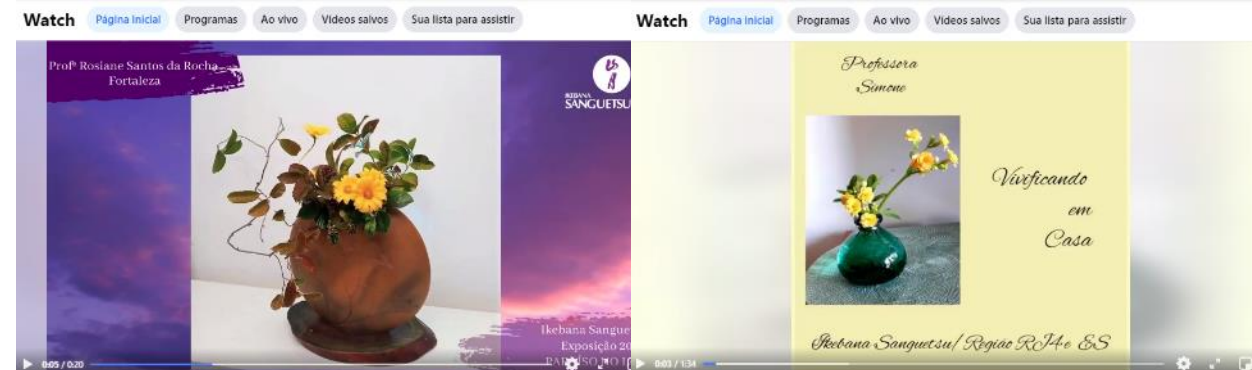 Watch Página inicial Programas Ao vivo Vídeos salvos Sua lista para assistir
Profª Rosiane Santos da Rocha
Fortaleza
IKEBANA
SANGUETSU
Ikebana Sangue
Exposição 20
0:05 / 0:20
Watch Página inicial Programas Ao vivo Vídeos salvos Sua lista para assistir
Professora
Simone
Vivificando
em
Casa
Ikebana Sanguetsu/ Região RJ4 e ES
0:03 / 1:34